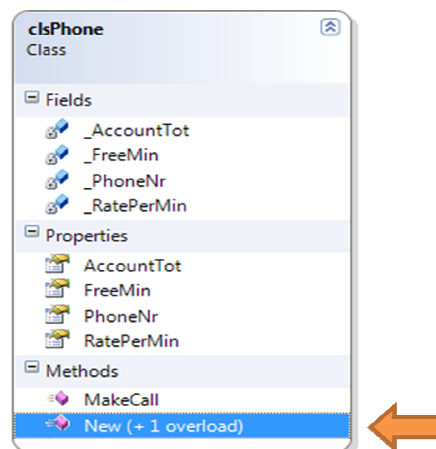 clsPhone
Class
Fields
_AccountTot
_FreeMin
_PhoneNr
_RatePerMin
Properties
AccountTot
FreeMin
PhoneNr
RatePerMin
Methods
MakeCall
New (+ 1 overload)